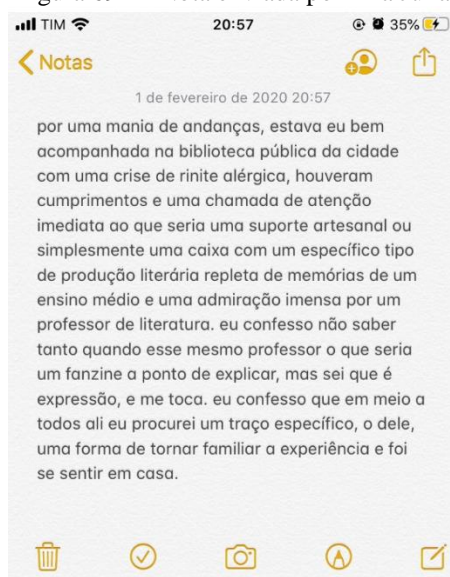 TIM 20:57 35%
Notas
1 de fevereiro de 2020 20:57
por uma mania de andanças, estava eu bem
acompanhada na biblioteca pública da cidade
com uma crise de rinite alérgica, houveram
cumprimentos e uma chamada de atenção
imediata ao que seria uma suporte artesanal ou
simplesmente uma caixa com um específico tipo
de produção literária repleta de memórias de um
ensino médio e uma admiração imensa por um
professor de literatura. eu confesso não saber
tanto quando esse mesmo professor o que seria
um fanzine a ponto de explicar, mas sei que é
expressão, e me toca. eu confesso que em meio a
todos ali eu procurei um traço específico, o dele,
uma forma de tornar familiar a experiência e foi
se sentir em casa.